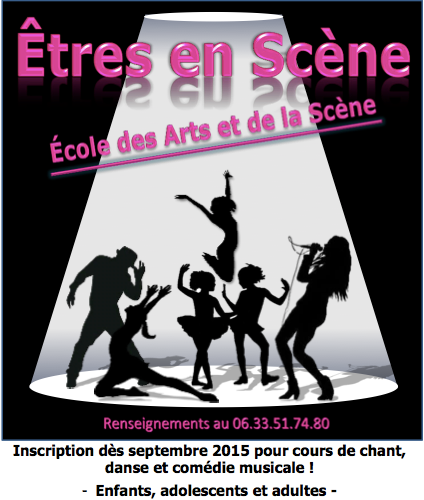 Êtres en Scène
École des Arts et de la Scène
Renseignements au 06.33.51.74.80
Inscription dès septembre 2015 pour cours de chant,
danse et comédie musicale !
- Enfants, adolescents et adultes -